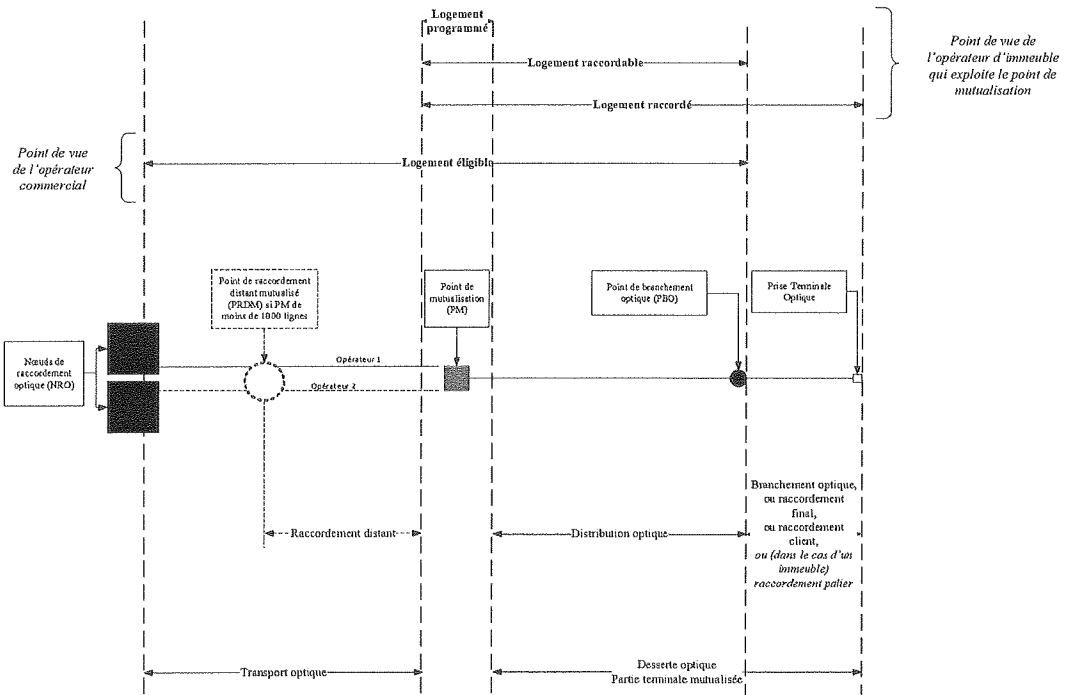 Logement
programmé
Logement raccordable
Logement raccordé
Point de vue de
l'opérateur d'immeuble
qui exploite le point de
mutualisation
Point de vue
de l'opérateur
commercial
Logement éligible
Point de raccordement
distant mutualisé
(PRDM) si PM de
moins de 1000 lignes
Point de
mutualisation
(PM)
Point de branchement
optique (PBO)
Prise Terminale
Optique
Nœuds de
raccordement
optique (NRO)
Opérateur 1
Opérateur 2
Raccordement distant
Distribution optique
Branchement optique,
ou raccordement
final,
ou raccordement
client,
ou (dans le cas d'un
immeuble)
raccordement palier
Transport optique
Desserte optique
Partie terminale mutualisée